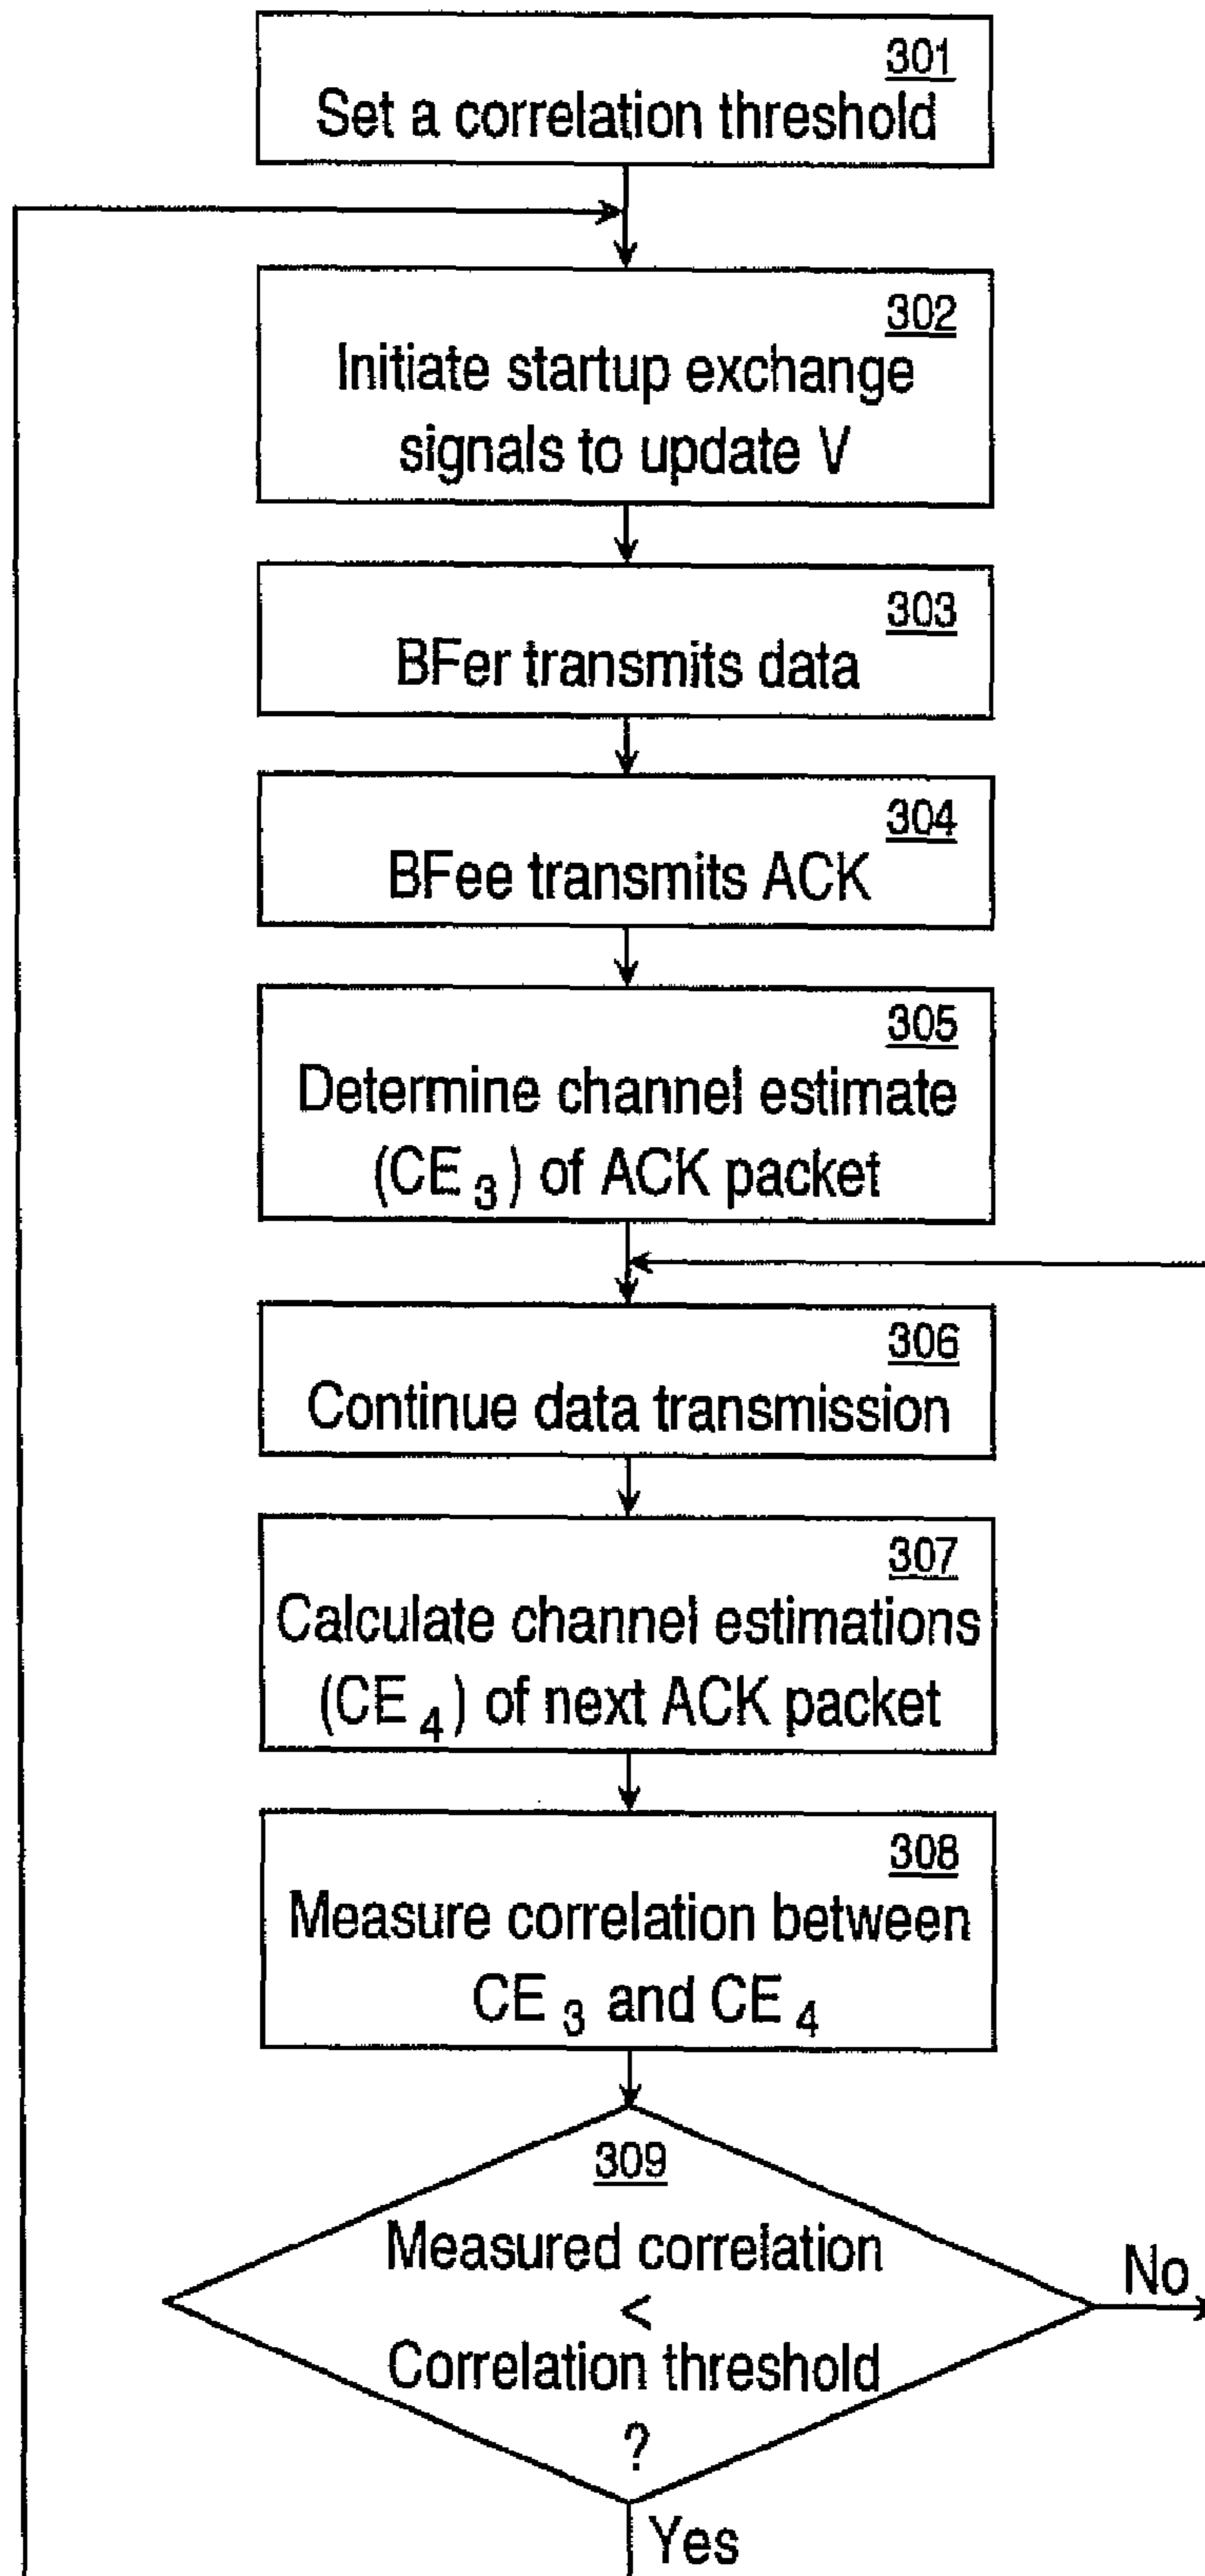 301
Set a correlation threshold
302
Initiate startup exchange
signals to update V
303
BFer transmits data
304
BFee transmits ACK
305
Determine channel estimate
(CE 3) of ACK packet
306
Continue data transmission
307
Calculate channel estimations
(CE 4) of next ACK packet
308
Measure correlation between
CE 3 and CE 4
309
Measured correlation
<
Correlation threshold
?
No
Yes